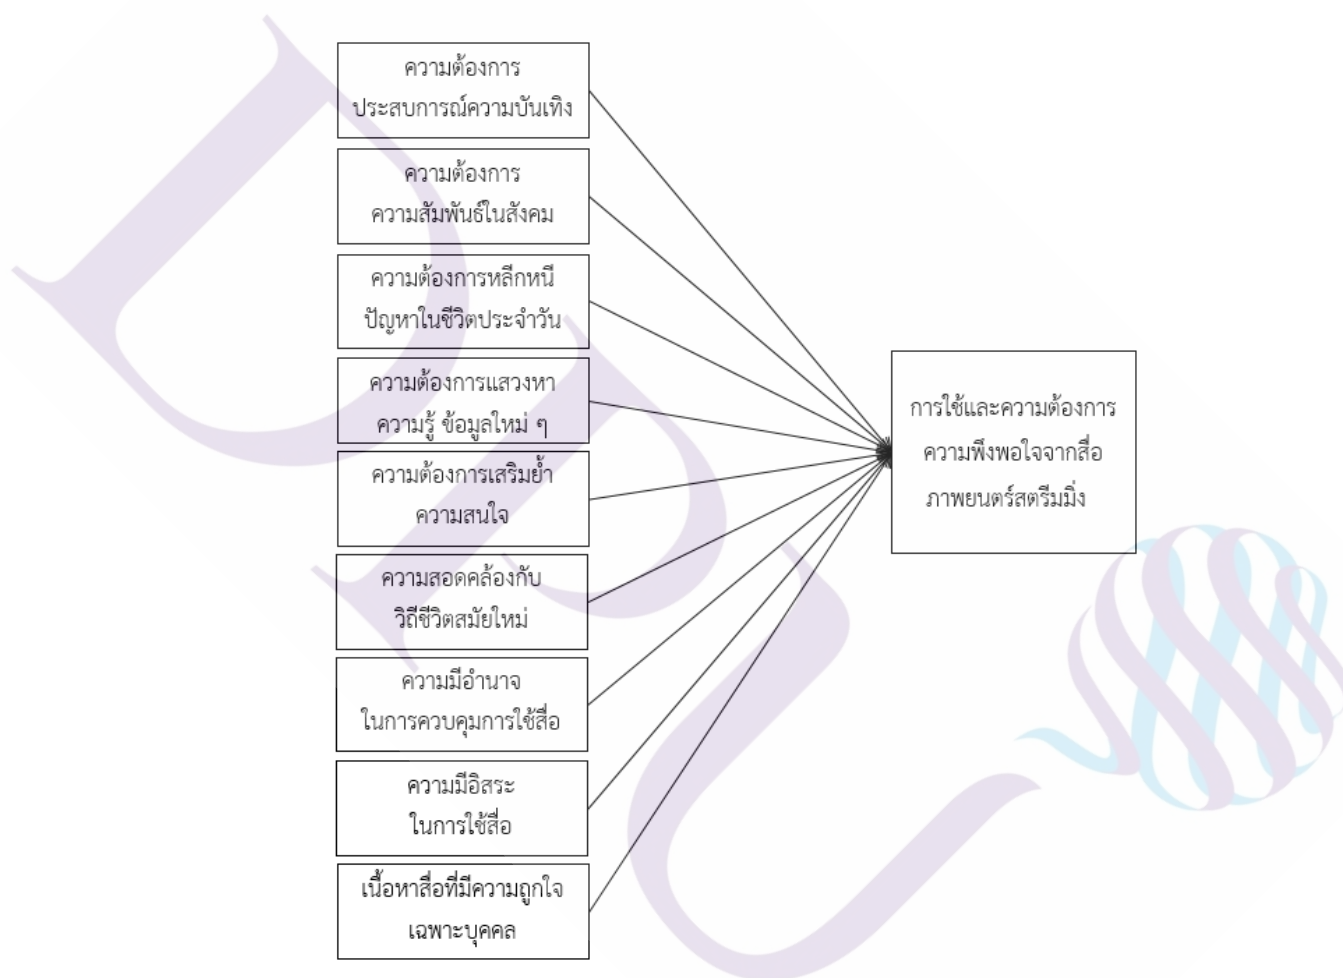 ความต้องการ
ประสบการณ์ความบันเทิง
ความต้องการ
ความสัมพันธ์ในสังคม
ความต้องการหลีกหนี
ปัญหาในชีวิตประจำวัน
ความต้องการแสวงหา
ความรู้ ข้อมูลใหม่ ๆ
ความต้องการเสริมย้ำ
ความสนใจ
ความสอดคล้องกับ
วิถีชีวิตสมัยใหม่
ความมีอำนาจ
ในการควบคุมการใช้สื่อ
ความมีอิสระ
ในการใช้สื่อ
เนื้อหาสื่อที่มีความถูกใจ
เฉพาะบุคคล
การใช้และความต้องการ
ความพึงพอใจจากสื่อ
ภาพยนตร์สตรีมมิ่ง
DPU